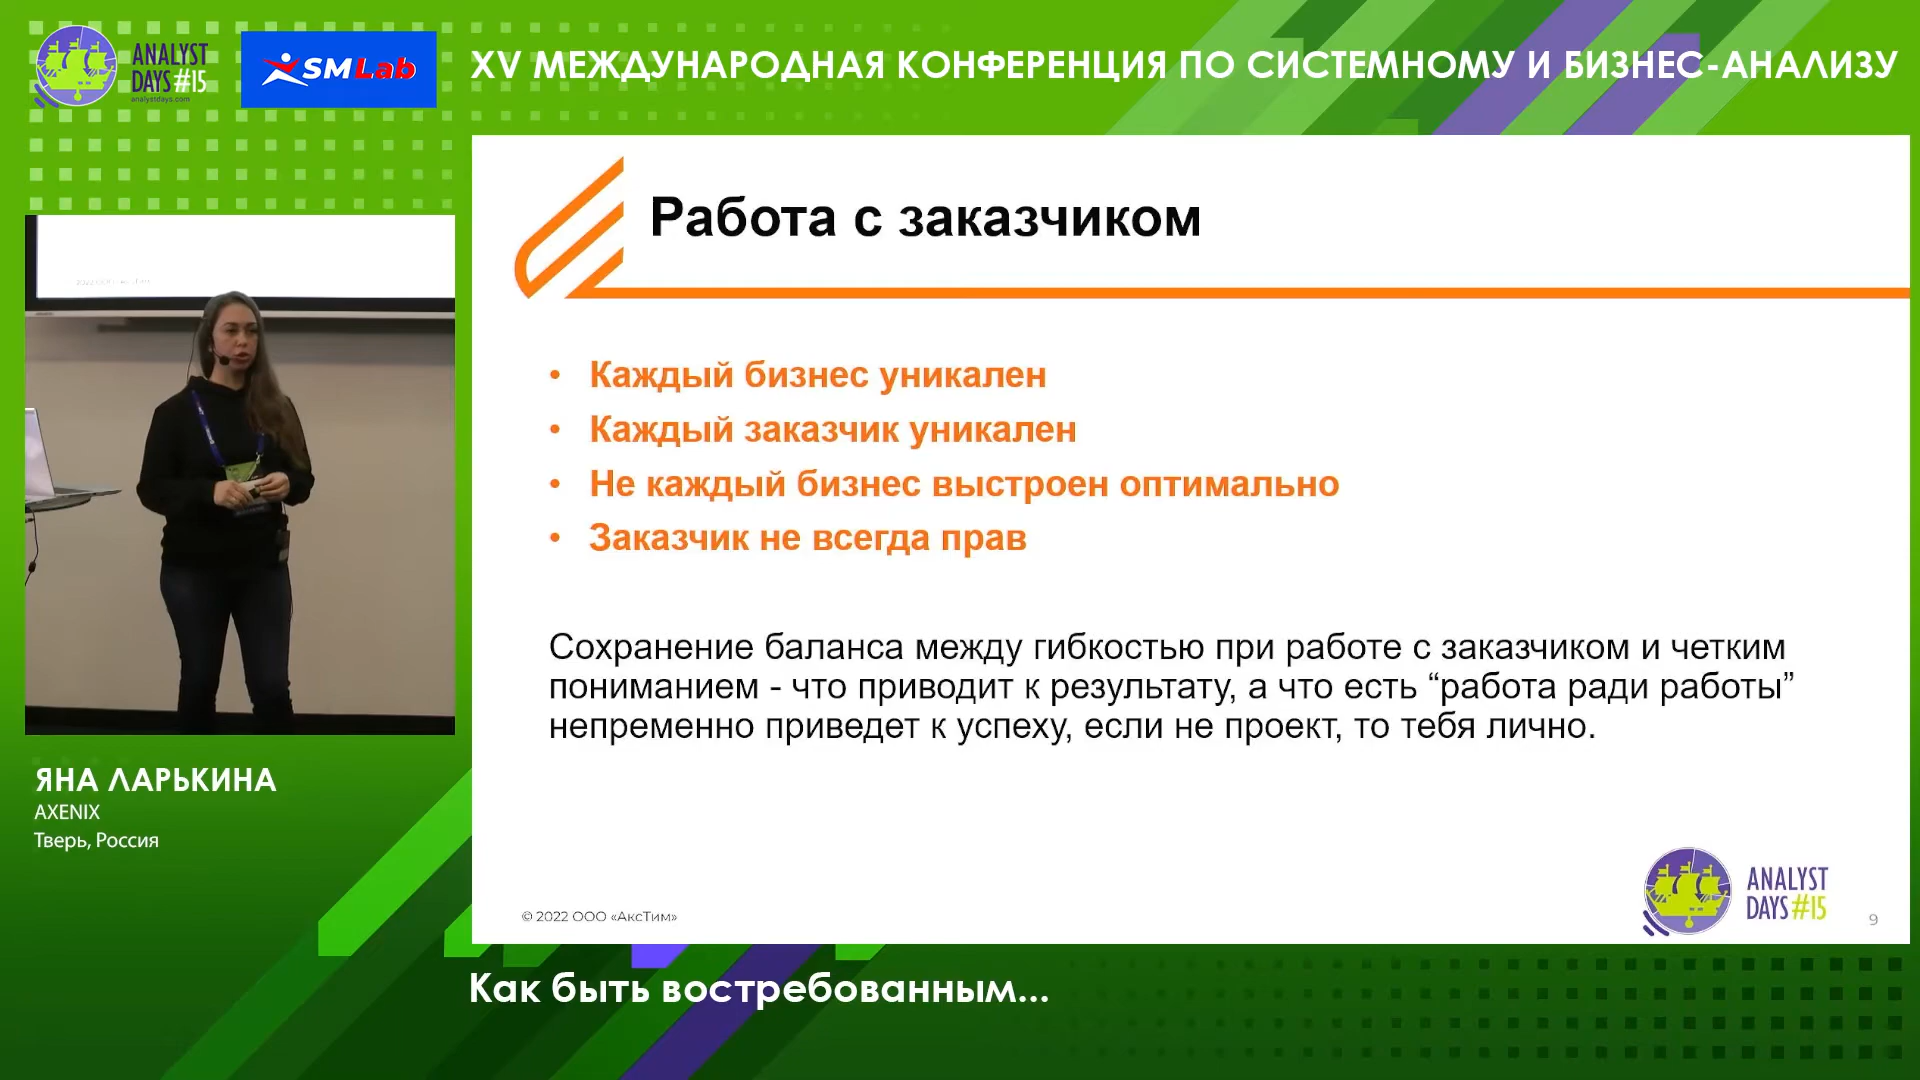 ANALYST
DAYS #15
analystdays.com
SMLab
XV МЕЖДУНАРОДНАЯ КОНФЕРЕНЦИЯ ПО СИСТЕМНОМУ И БИЗНЕС-АНАЛИЗУ
Работа с заказчиком
• Каждый бизнес уникален
• Каждый заказчик уникален
• Не каждый бизнес выстроен оптимально
• Заказчик не всегда прав
Сохранение баланса между гибкостью при работе с заказчиком и четким
пониманием - что приводит к результату, а что есть “работа ради работы”
непременно приведет к успеху, если не проект, то тебя лично.
© 2022 ООО «АксТим»
ANALYST
DAYS #15
9
ЯНА ЛАРЬКИНА
AXENIX
Тверь, Россия
Как быть востребованным...